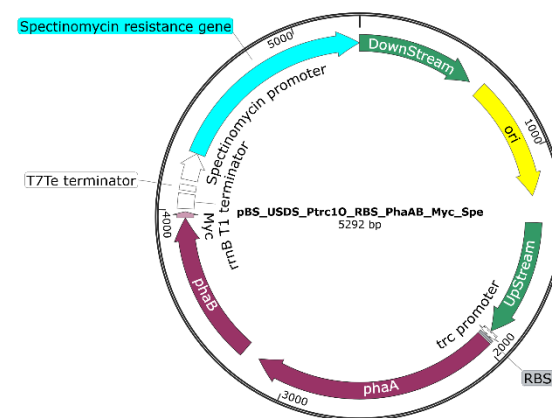 Spectinomycin resistance gene
5000
DownStream
ori
1000
Spectinomycin promoter
T7Te terminator
rrnB T1 terminator
Myc
4000
pBS_USDS_Ptrc1O_RBS_PhaAB_Myc_Spe
5292 bp
UpStream
trc promoter
2000
RBS
phaB
phaA
3000